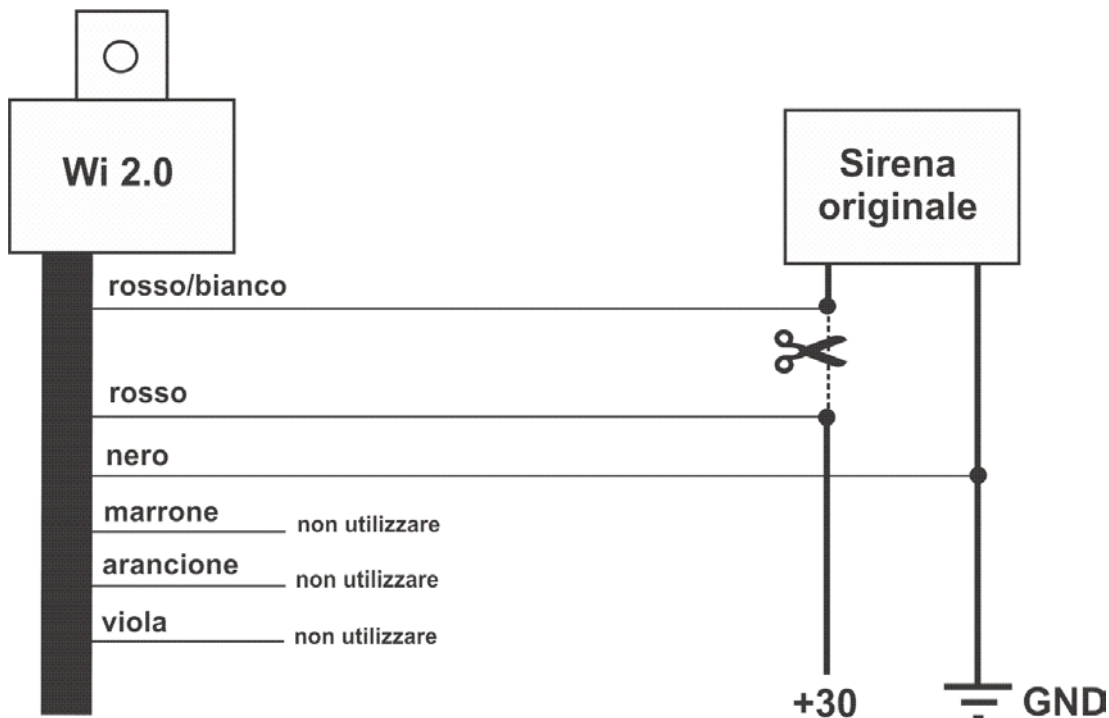 Wi 2.0
Sirena
originale
rosso/bianco
rosso
nero
marrone
non utilizzare
arancione
non utilizzare
viola
non utilizzare
+30
GND